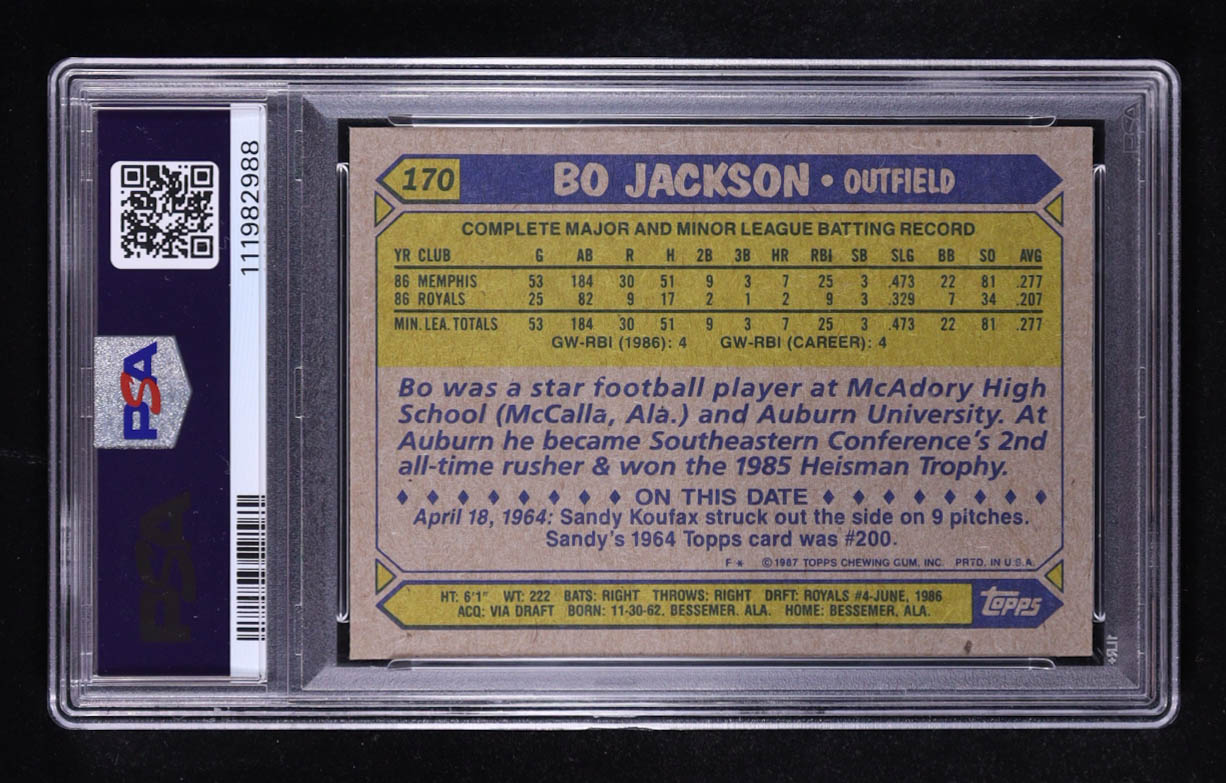 111982988
PSA
PSA
170 BO JACKSON • OUTFIELD
COMPLETE MAJOR AND MINOR LEAGUE BATTING RECORD
YR CLUB G AB R H 2B 3B HR RBI SB SLG BB SO AVG
86 MEMPHIS 53 184 30 51 9 3 7 25 3 .473 22 81 .277
86 ROYALS 25 82 9 17 2 1 2 9 3 .329 7 34 .207
MIN. LEA. TOTALS 53 184 30 51 9 3 7 25 3 .473 22 81 .277
GW-RBI (1986): 4 GW-RBI (CAREER): 4
Bo was a star football player at McAdory High
School (McCalla, Ala.) and Auburn University. At
Auburn he became Southeastern Conference's 2nd
all-time rusher & won the 1985 Heisman Trophy.
♦ ♦ ♦ ♦ ♦ ♦ ♦ ♦ ON THIS DATE ♦ ♦ ♦ ♦ ♦ ♦ ♦ ♦
April 18, 1964: Sandy Koufax struck out the side on 9 pitches.
Sandy's 1964 Topps card was #200.
F * © 1987 TOPPS CHEWING GUM, INC. PRTD. IN U.S.A.
HT: 6'1" WT: 222 BATS: RIGHT THROWS: RIGHT DRFT: ROYALS #4-JUNE, 1986
ACQ: VIA DRAFT BORN: 11-30-62, BESSEMER, ALA. HOME: BESSEMER, ALA.
topps
PSA